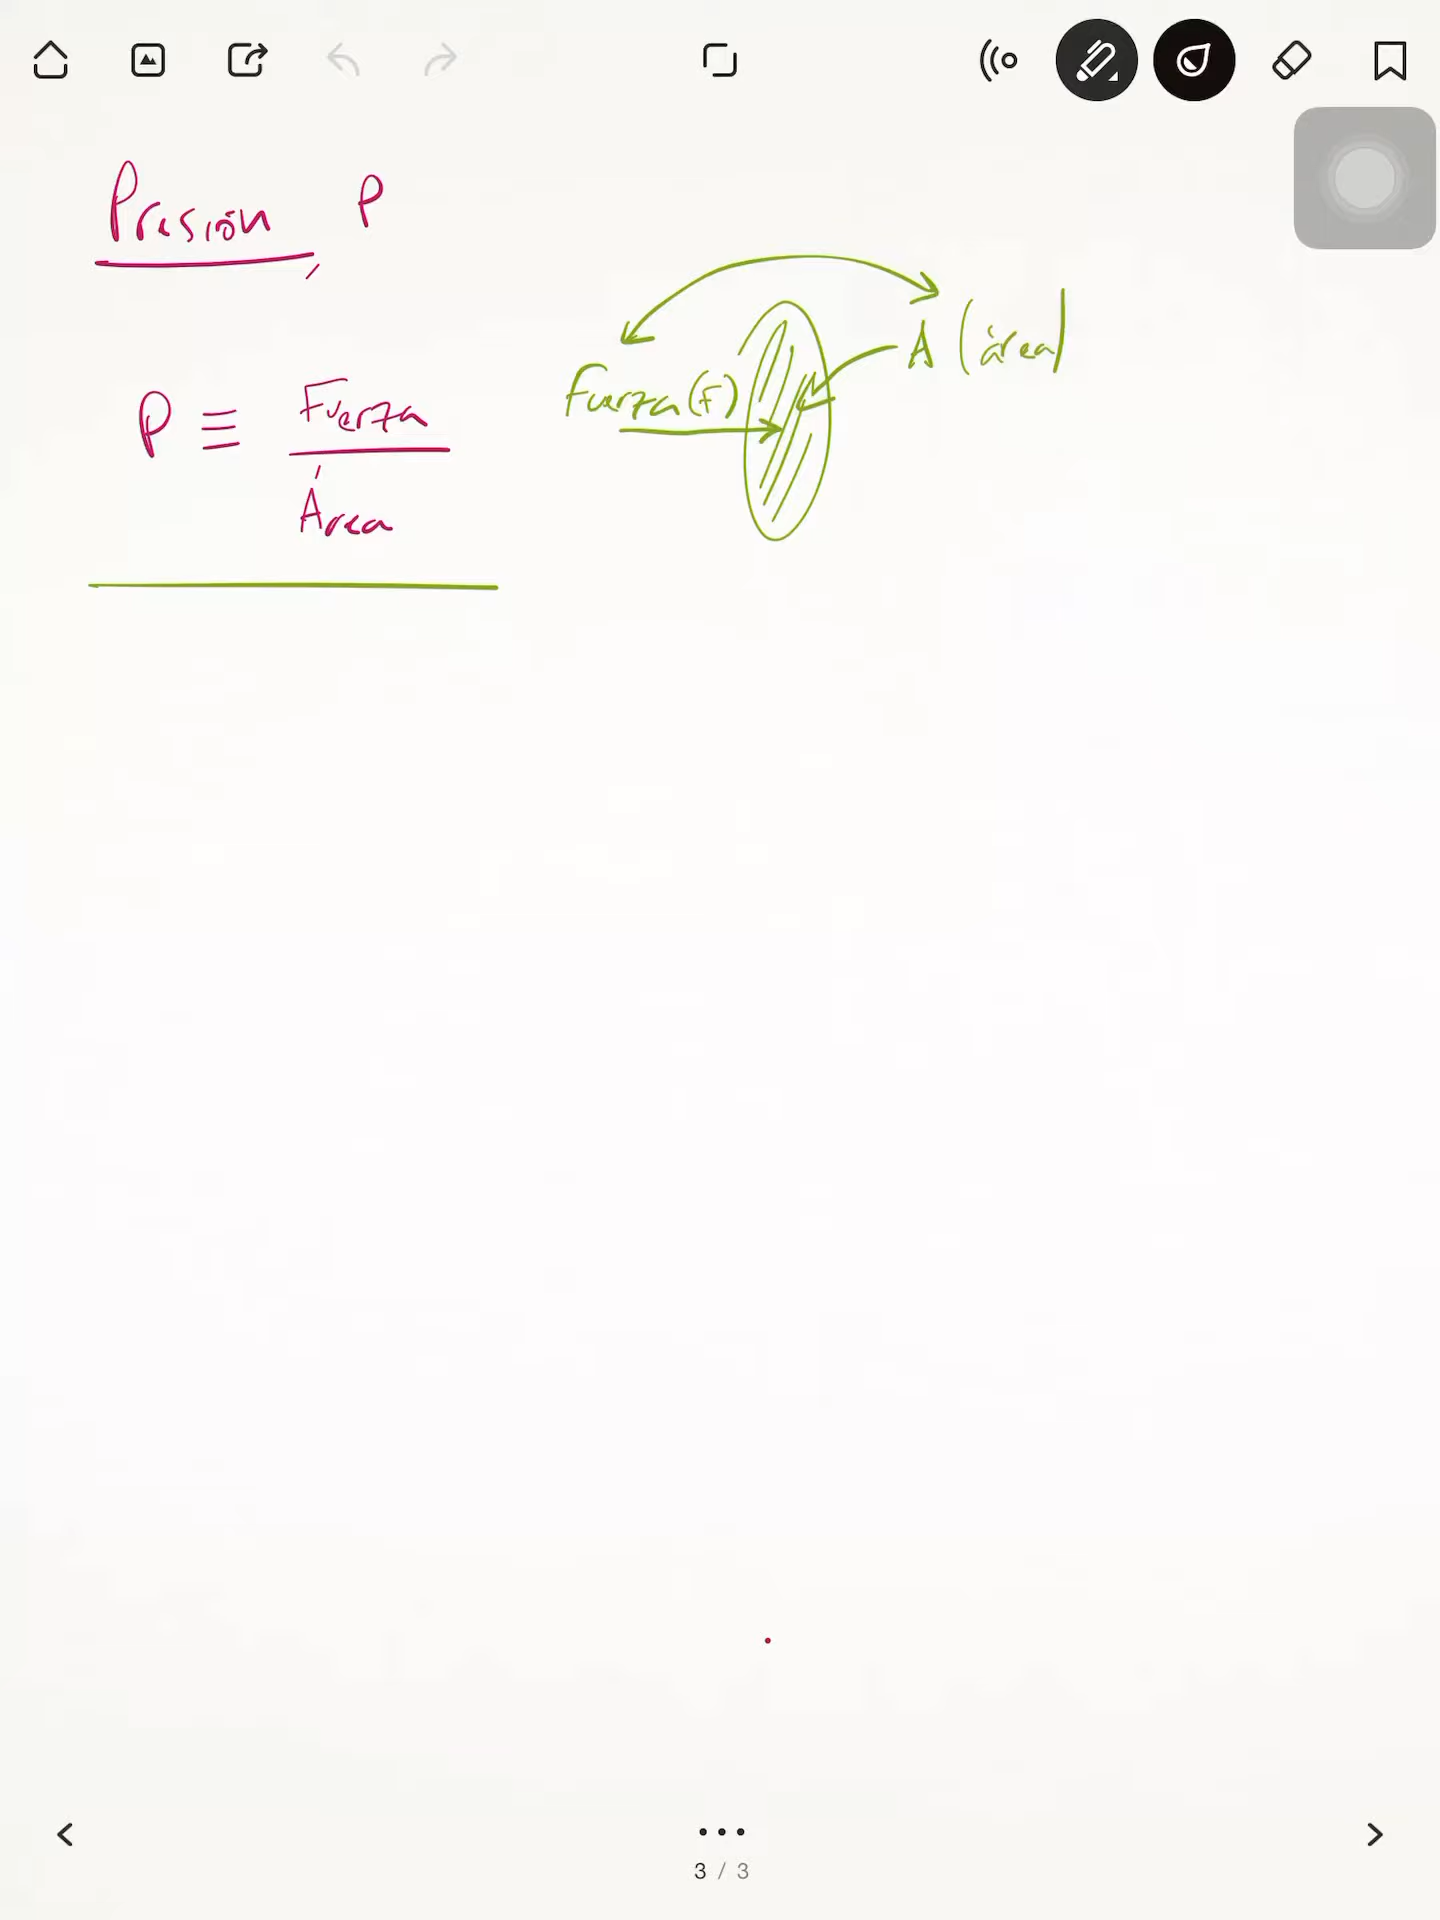 Presión, P
P ≡ Fuerza
Área
Fuerza (F)
A (área)
3 / 3